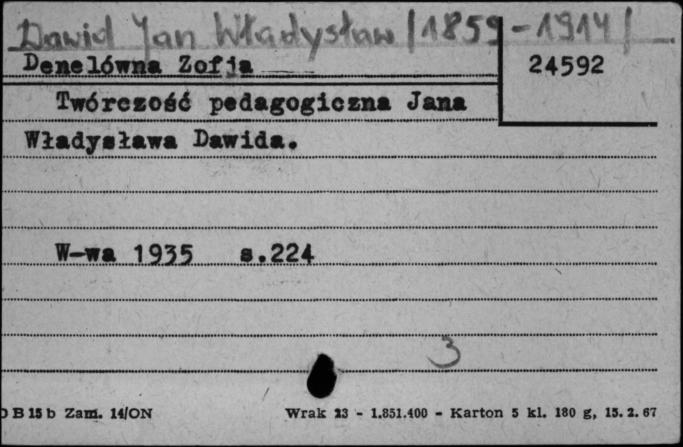 Dawid Jan Władysław /1859-1914/
Denelówna Zofja
24592
Twórczość pedagogiczna Jana
Władysława Dawida.
W-wa 1935 s.224
3
DB15b Zam. 14/ON
Wrak 23 - 1.851.400 - Karton 5 kl. 180 g, 15.2.67